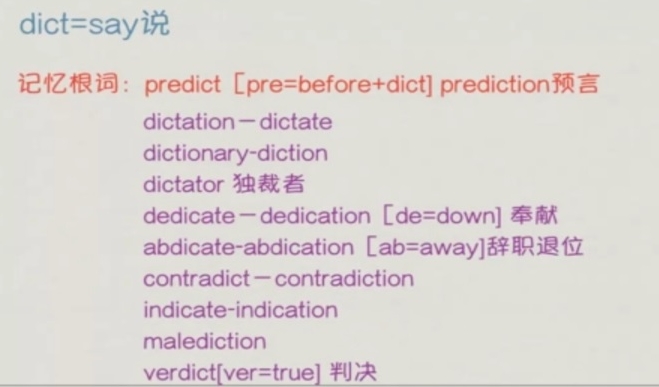 dict=say说
记忆根词：predict［pre=before+dict] prediction预言
dictation－dictate
dictionary-diction
dictator 独裁者
dedicate－dedication［de=down] 奉献
abdicate-abdication［ab=away]辞职退位
contradict－contradiction
indicate-indication
malediction
verdict[ver=true] 判决